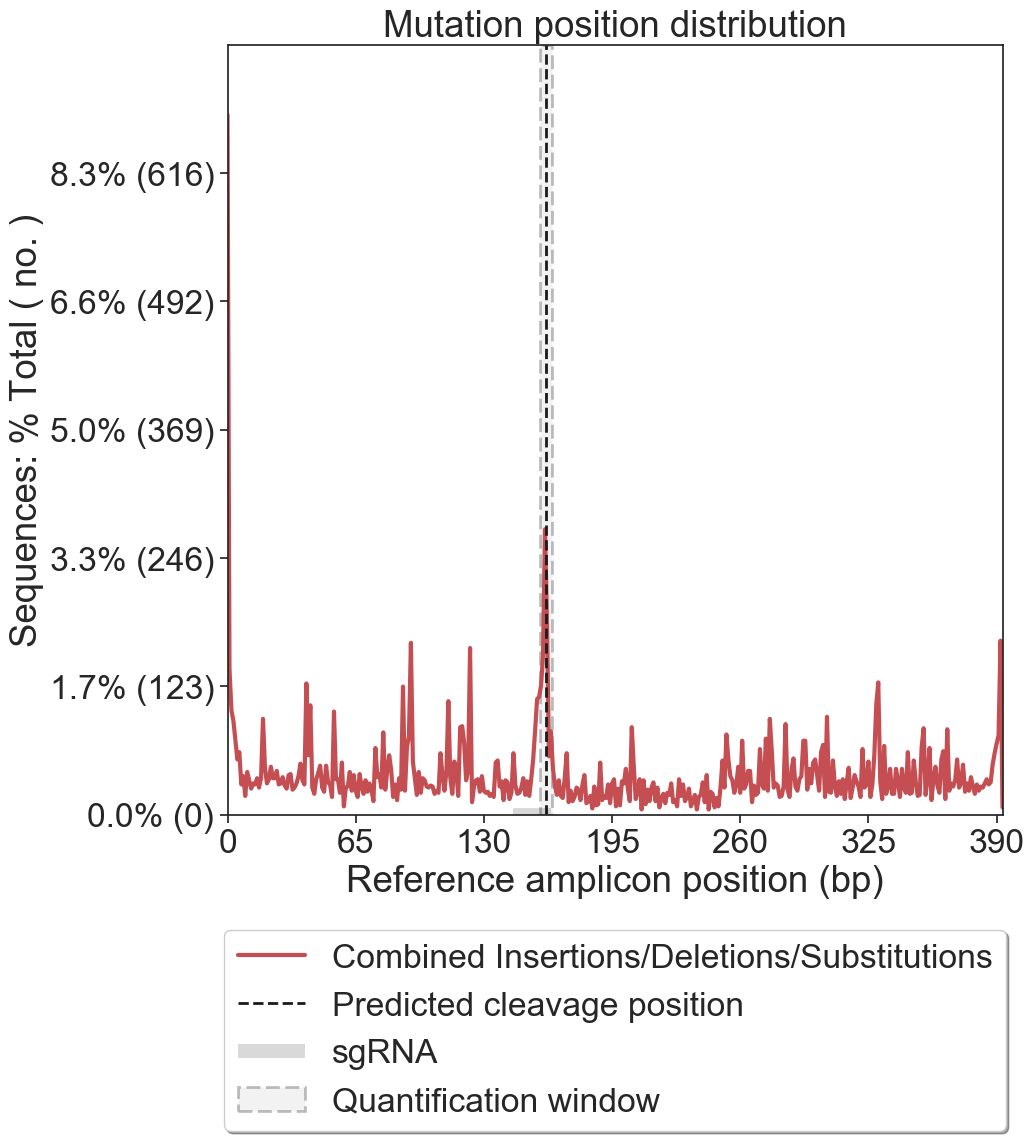 Mutation position distribution
Sequences: % Total ( no. )
8.3% (616)
6.6% (492)
5.0% (369)
3.3% (246)
1.7% (123)
0.0% (0)
0 65 130 195 260 325 390
Reference amplicon position (bp)
Combined Insertions/Deletions/Substitutions
Predicted cleavage position
sgRNA
Quantification window